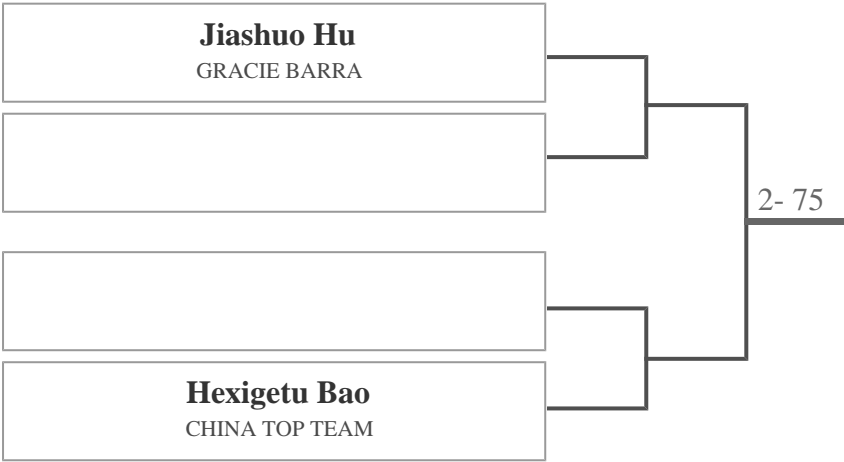 Jiashuo Hu
GRACIE BARRA
2- 75
Hexigetu Bao
CHINA TOP TEAM